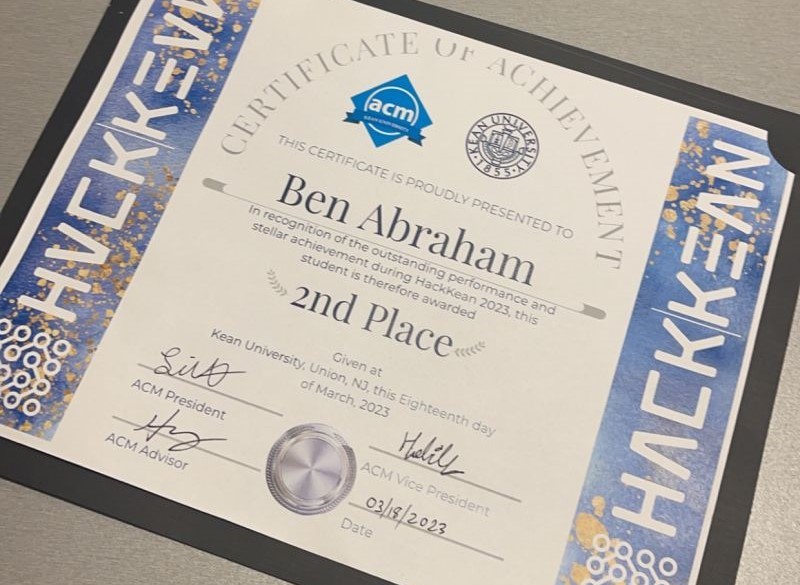 CERTIFICATE OF ACHIEVEMENT
acm
KEAN UNIVERSITY
KEAN UNIVERSITY
1855
THIS CERTIFICATE IS PROUDLY PRESENTED TO
Ben Abraham
In recognition of the outstanding performance and
stellar achievement during HackKean 2023, this
student is therefore awarded
2nd Place
Given at
Kean University, Union, NJ, this Eighteenth day
of March, 2023
ACM President
ACM Advisor
ACM Vice President
03/18/2023
Date
HACKKEAN
HACKKEAN